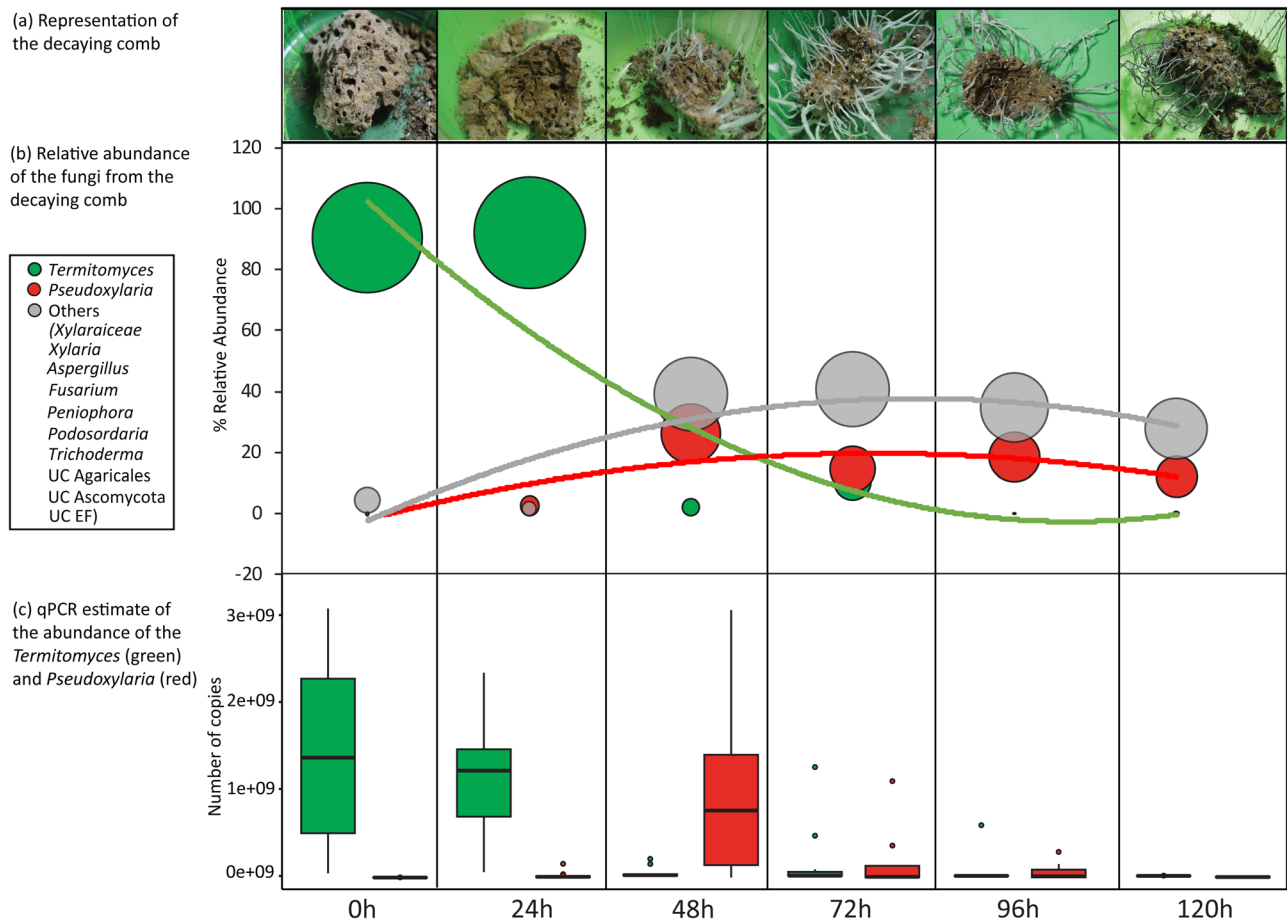 (a) Representation of
the decaying comb
(b) Relative abundance
of the fungi from the
decaying comb
Termitomyces
Pseudoxylaria
Others
(Xylaraiceae
Xylaria
Aspergillus
Fusarium
Peniophora
Podosordaria
Trichoderma
UC Agaricales
UC Ascomycota
UC EF)
% Relative Abundance
120
100
80
60
40
20
0
-20
(c) qPCR estimate of
the abundance of the
Termitomyces (green)
and Pseudoxylaria (red)
Number of copies
3e+09
2e+09
1e+09
0e+09
0h 24h 48h 72h 96h 120h